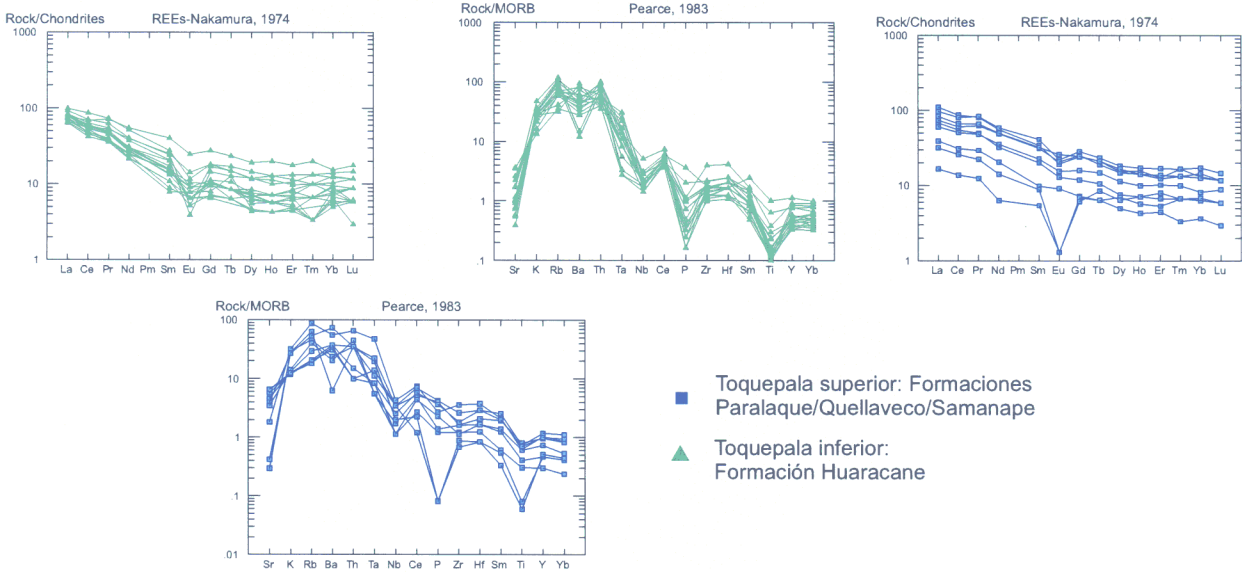 Rock/Chondrites REEs-Nakamura, 1974
1000
100
10
1
La Ce Pr Nd Pm Sm Eu Gd Tb Dy Ho Er Tm Yb Lu
Rock/MORB Pearce, 1983
1000
100
10
1
.1
Sr K Rb Ba Th Ta Nb Ce P Zr Hf Sm Ti Y Yb
Rock/Chondrites REEs-Nakamura, 1974
1000
100
10
1
La Ce Pr Nd Pm Sm Eu Gd Tb Dy Ho Er Tm Yb Lu
Rock/MORB Pearce, 1983
100
10
1
.1
.01
Sr K Rb Ba Th Ta Nb Ce P Zr Hf Sm Ti Y Yb
Toquepala superior: Formaciones
Paralaque/Quellaveco/Samanape
Toquepala inferior:
Formación Huaracane